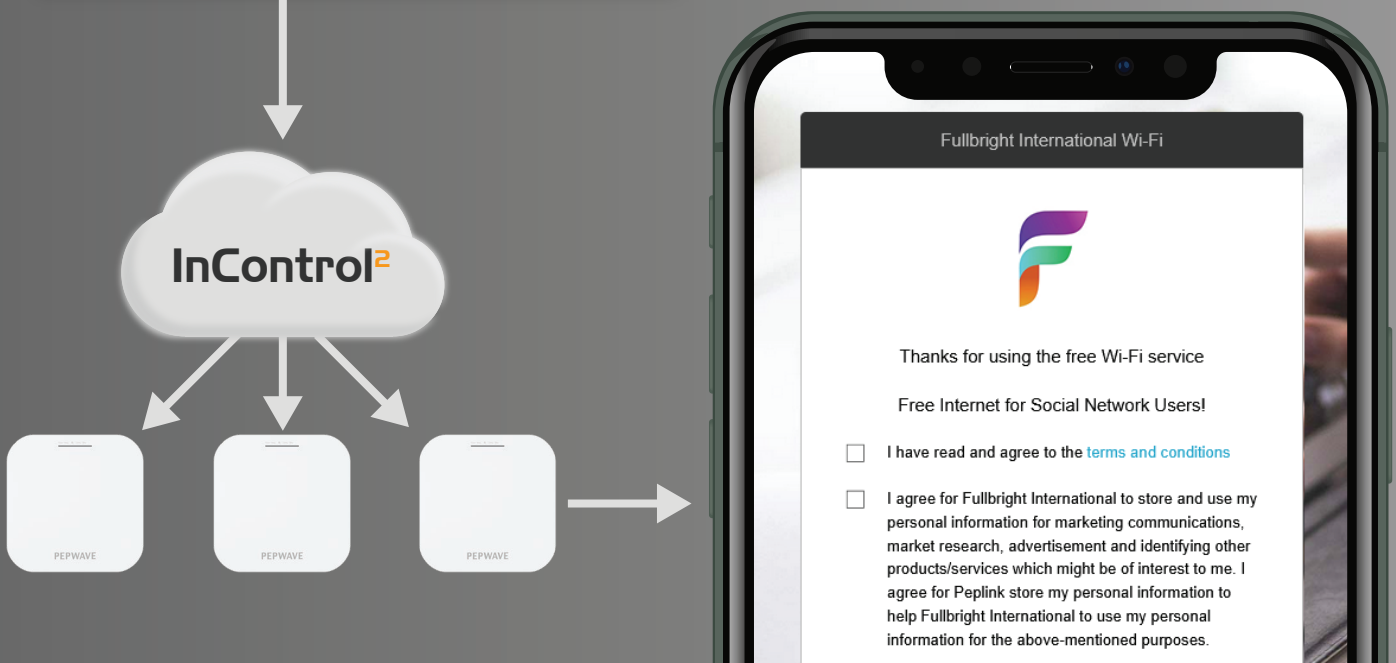 InControl²
PEPWAVE
PEPWAVE
PEPWAVE
Fullbright International Wi-Fi
Thanks for using the free Wi-Fi service
Free Internet for Social Network Users!
I have read and agree to the terms and conditions
I agree for Fullbright International to store and use my
personal information for marketing communications,
market research, advertisement and identifying other
products/services which might be of interest to me. I
agree for Peplink store my personal information to
help Fullbright International to use my personal
information for the above-mentioned purposes.